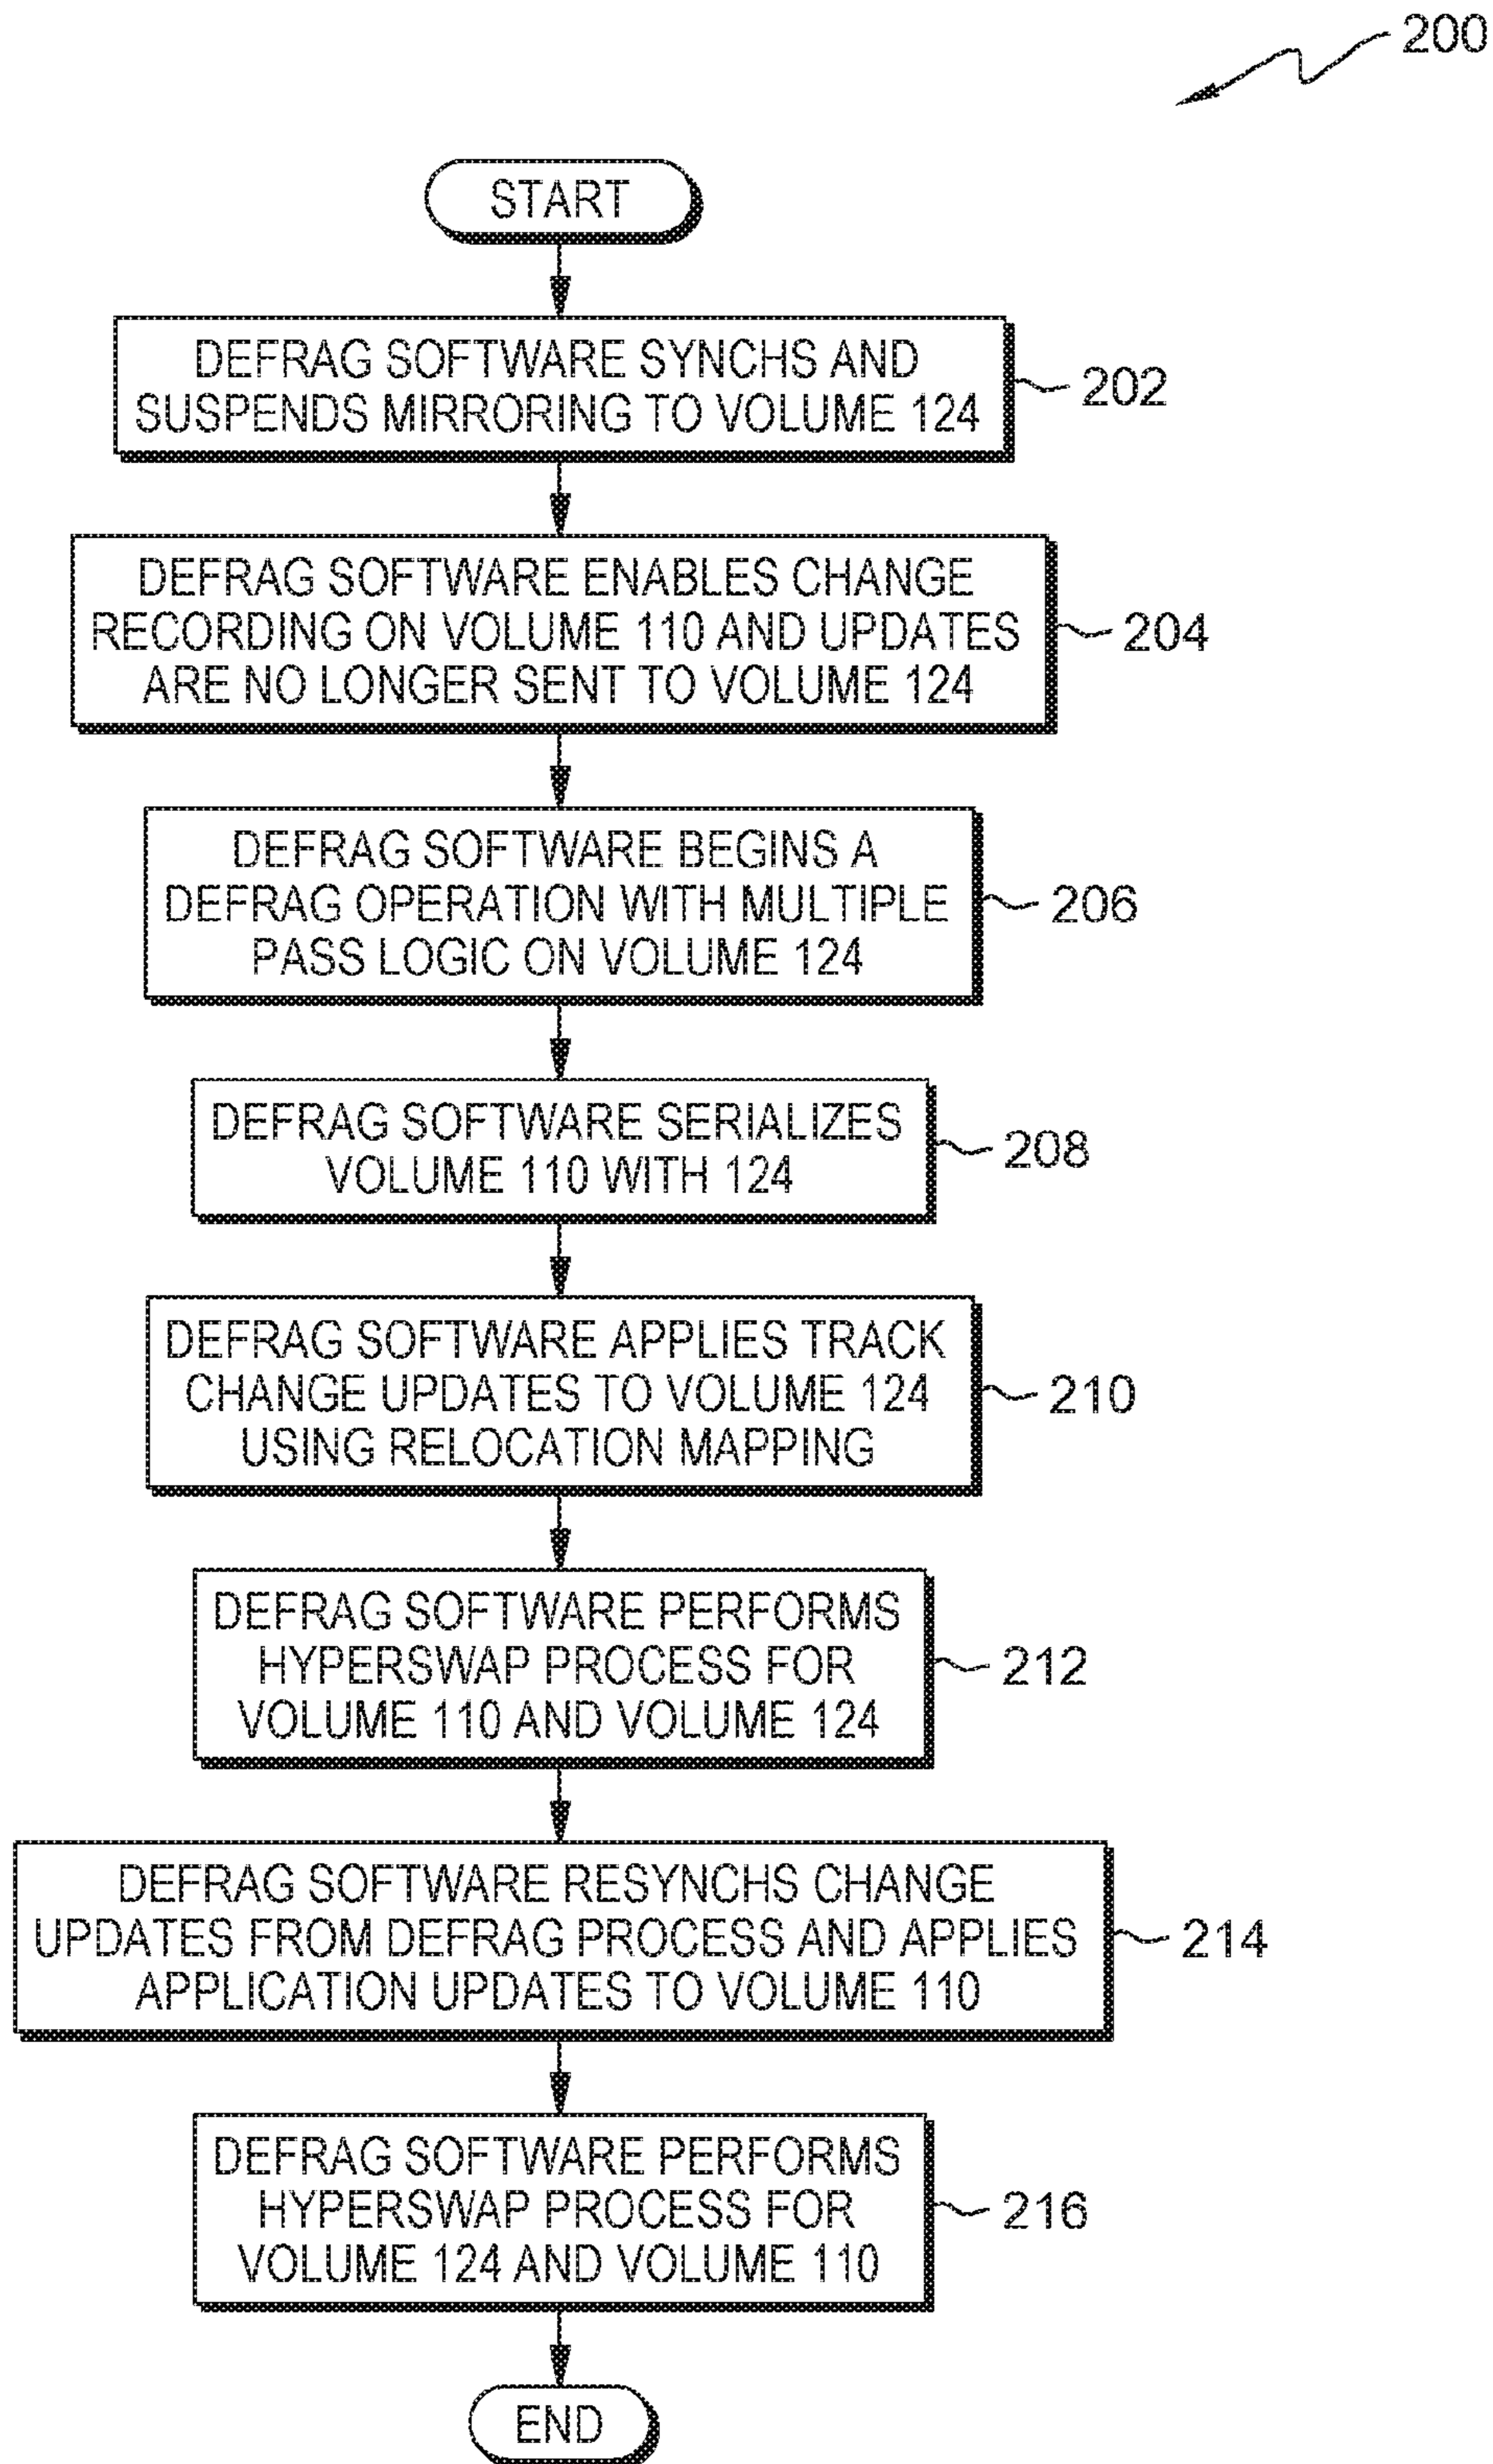 200
START
DEFRAG SOFTWARE SYNCHS AND
SUSPENDS MIRRORING TO VOLUME 124
202
DEFRAG SOFTWARE ENABLES CHANGE
RECORDING ON VOLUME 110 AND UPDATES
ARE NO LONGER SENT TO VOLUME 124
204
DEFRAG SOFTWARE BEGINS A
DEFRAG OPERATION WITH MULTIPLE
PASS LOGIC ON VOLUME 124
206
DEFRAG SOFTWARE SERIALIZES
VOLUME 110 WITH 124
208
DEFRAG SOFTWARE APPLIES TRACK
CHANGE UPDATES TO VOLUME 124
USING RELOCATION MAPPING
210
DEFRAG SOFTWARE PERFORMS
HYPERSWAP PROCESS FOR
VOLUME 110 AND VOLUME 124
212
DEFRAG SOFTWARE RESYNCHS CHANGE
UPDATES FROM DEFRAG PROCESS AND APPLIES
APPLICATION UPDATES TO VOLUME 110
214
DEFRAG SOFTWARE PERFORMS
HYPERSWAP PROCESS FOR
VOLUME 124 AND VOLUME 110
216
END